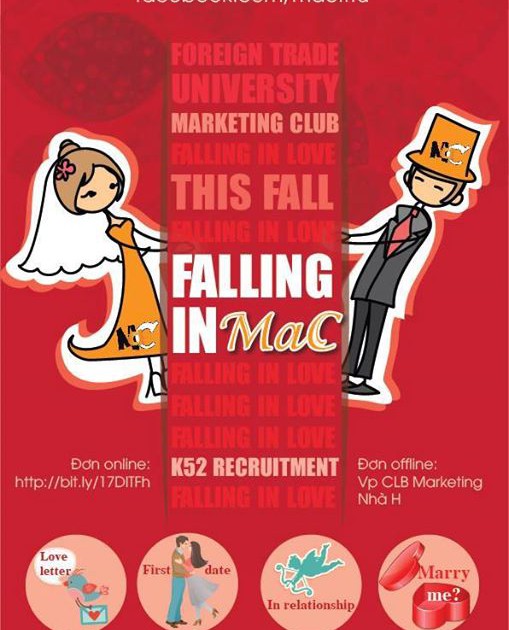 FOREIGN TRADE
UNIVERSITY
MARKETING CLUB
FALLING IN LOVE
THIS FALL
FALLING IN LOVE
FALLING
IN MaC
FALLING IN LOVE
FALLING IN LOVE
FALLING IN LOVE
K52 RECRUITMENT
FALLING IN LOVE
Đơn online:
http://bit.ly/17DITFh
Đơn offline:
Vp CLB Marketing
Nhà H
MaC
MaC
Love
letter
First date
In relationship
Marry
me?